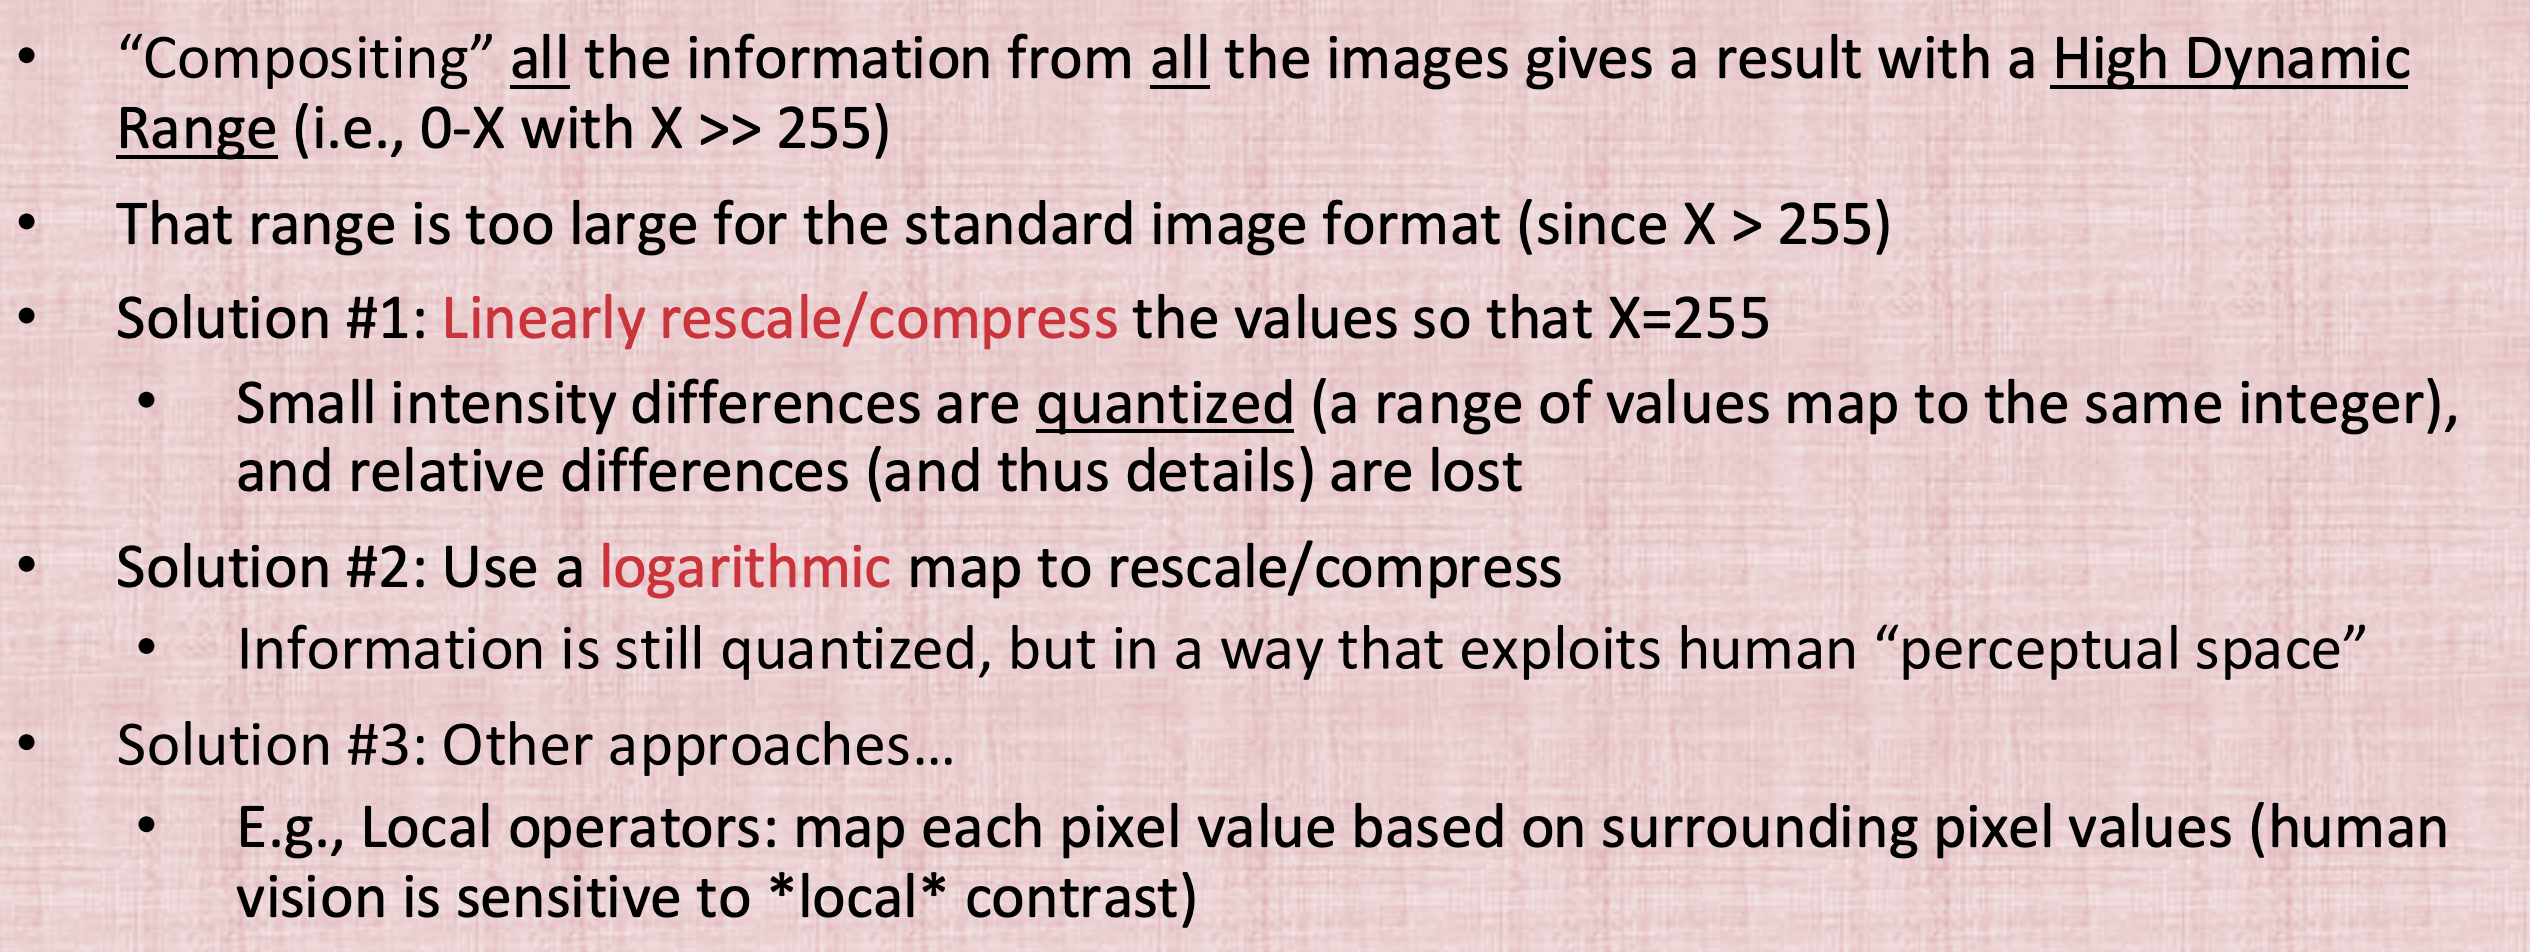 • “Compositing” all the information from all the images gives a result with a High Dynamic
Range (i.e., 0-X with X >> 255)
• That range is too large for the standard image format (since X > 255)
• Solution #1: Linearly rescale/compress the values so that X=255
• Small intensity differences are quantized (a range of values map to the same integer),
and relative differences (and thus details) are lost
• Solution #2: Use a logarithmic map to rescale/compress
• Information is still quantized, but in a way that exploits human “perceptual space”
• Solution #3: Other approaches…
• E.g., Local operators: map each pixel value based on surrounding pixel values (human
vision is sensitive to *local* contrast)